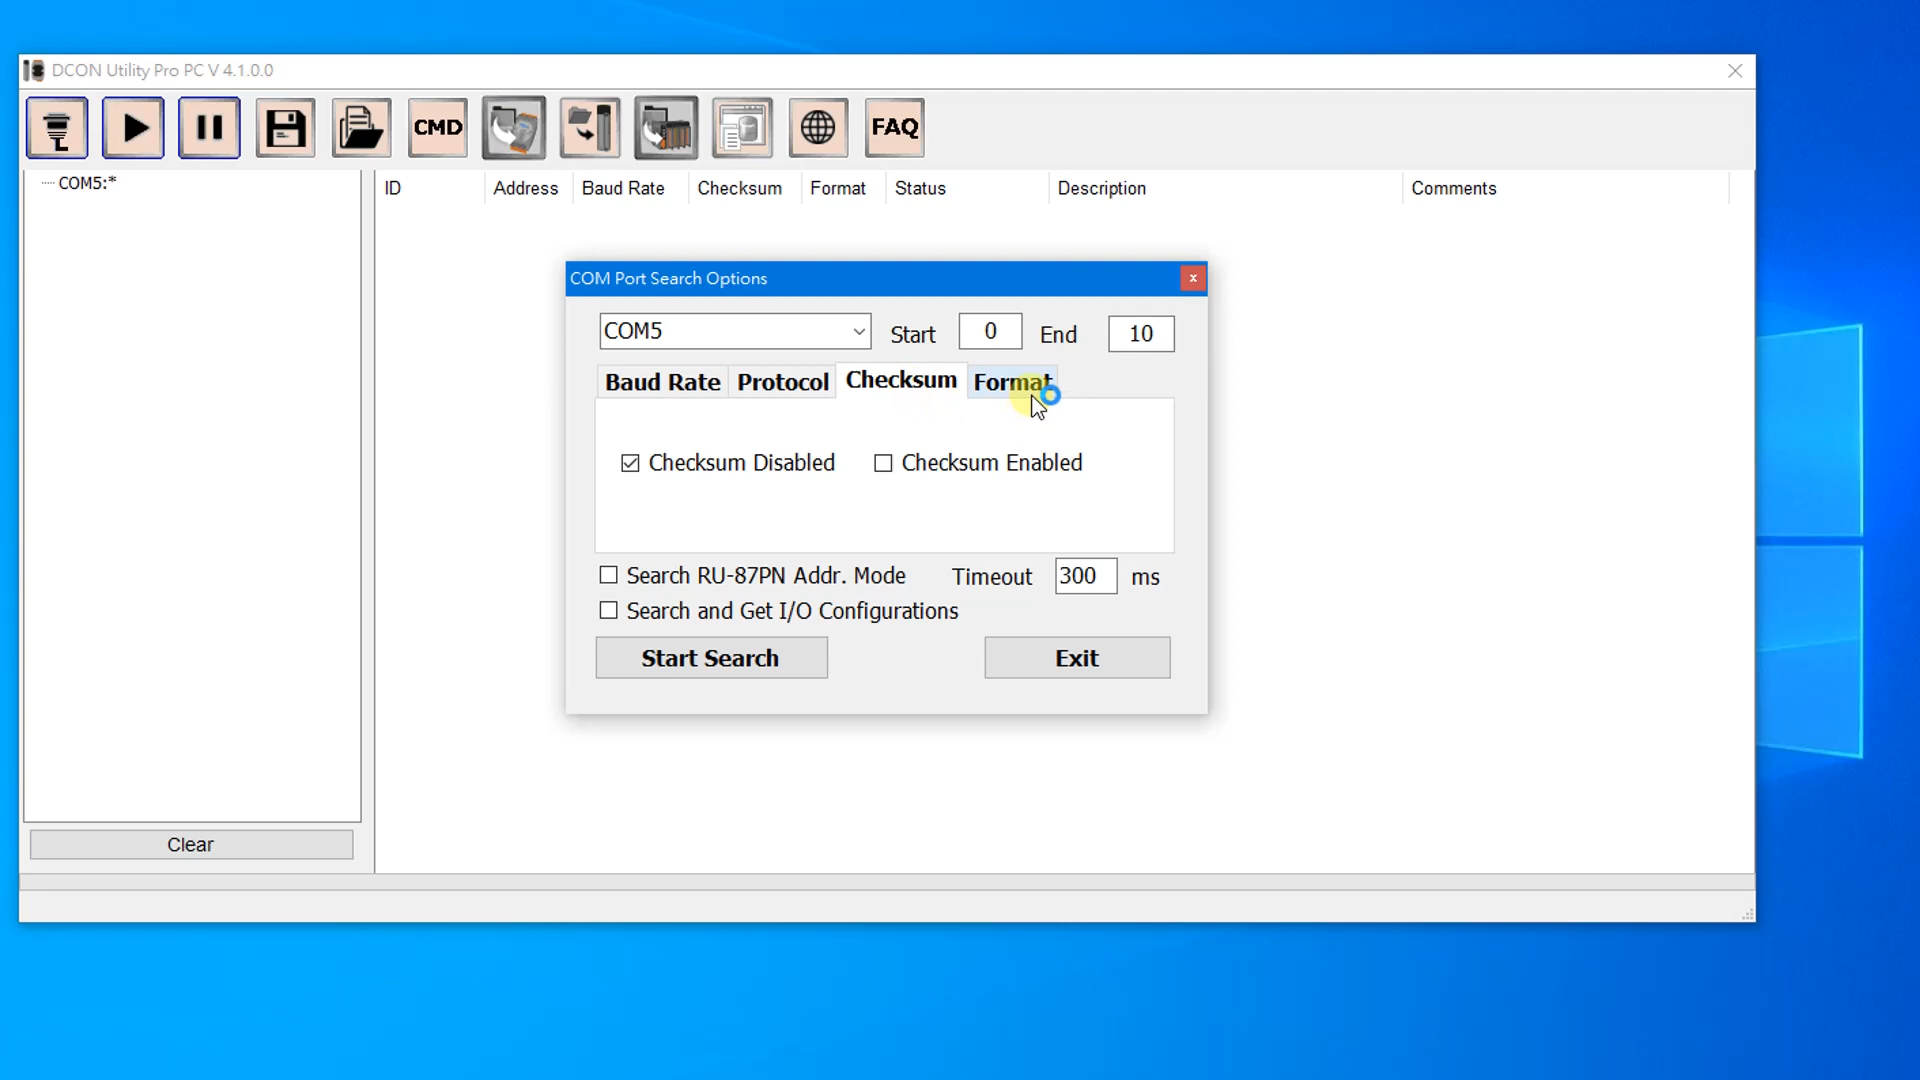 DCON Utility Pro PC V 4.1.0.0
CMD
FAQ
COM5:*
ID Address Baud Rate Checksum Format Status Description Comments
COM Port Search Options
x
COM5 Start 0 End 10
Baud Rate Protocol Checksum Format
Checksum Disabled Checksum Enabled
Search RU-87PN Addr. Mode Timeout 300 ms
Search and Get I/O Configurations
Start Search Exit
Clear